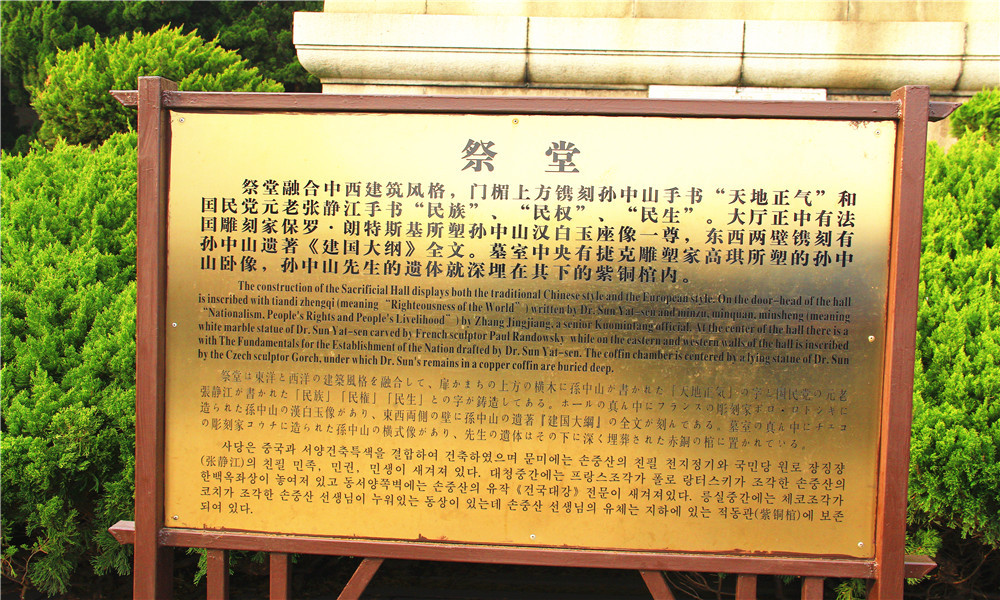 祭堂
祭堂融合中西建筑风格，门楣上方镌刻孙中山手书“天地正气”和
国民党元老张静江手书“民族”、“民权”、“民生”。大厅正中有法
国雕刻家保罗·朗特斯基所塑孙中山汉白玉座像一尊，东西两壁镌刻有
孙中山遗著《建国大纲》全文。墓室中央有捷克雕塑家高琪所塑的孙中
山卧像，孙中山先生的遗体就深埋在其下的紫铜棺内。
The construction of the Sacrificial Hall displays both the traditional Chinese style and the European style. On the door-head of the hall
is inscribed with tiandi zhengqi (meaning “Righteousness of the World”) written by Dr. Sun Yat-sen and minzu, minquan, minsheng (meaning
“Nationalism, People's Rights and People's Livelihood”) by Zhang Jingjiang, a senior Kuomintang official. At the center of the hall there is a
white marble statue of Dr. Sun Yat-sen carved by French sculptor Paul Randowsky while on the eastern and western walls of the hall is inscribed
with The Fundamentals for the Establishment of the Nation drafted by Dr. Sun Yat-sen. The coffin chamber is centered by a lying statue of Dr. Sun
by the Czech sculptor Gorch, under which Dr. Sun's remains in a copper coffin are buried deep.
祭堂は東洋と西洋の建築風格を融合して、扉かまちの上方の横木に孫中山が書かれた「天地正気」の字と国民党の元老
張静江が書かれた「民族」「民権」「民生」との字が鋳造してある。ホールの真ん中にフランスの彫刻家ポロ・ロトシキに
造られた孫中山の漢白玉像があり、東西両側の壁に孫中山の遺著『建国大綱』の全文が刻んである。墓室の真ん中にチェコ
の彫刻家コウチに造られた孫中山の横式像があり、先生の遺体はその下に深く埋葬された赤銅の棺に置かれている。
사당은 중국과 서양건축특색을 결합하여 건축하였으며 문미에는 손중산의 친필 천지정기와 국민당 원로 장징쟝
(张静江)의 친필 민족, 민권, 민생이 새겨져 있다. 대청중간에는 프랑스조각가 폴로 랑터스키가 조각한 손중산의
한백옥좌상이 놓여져 있고 동서양쪽벽에는 손중산의 유작《건국대강》전문이 새겨져있다. 릉실중간에는 체코조각가
코치가 조각한 손중산 선생님이 누워있는 동상이 있는데 손중산 선생님의 유체는 지하에 있는 적동관(紫铜棺)에 보존
되여 있다.